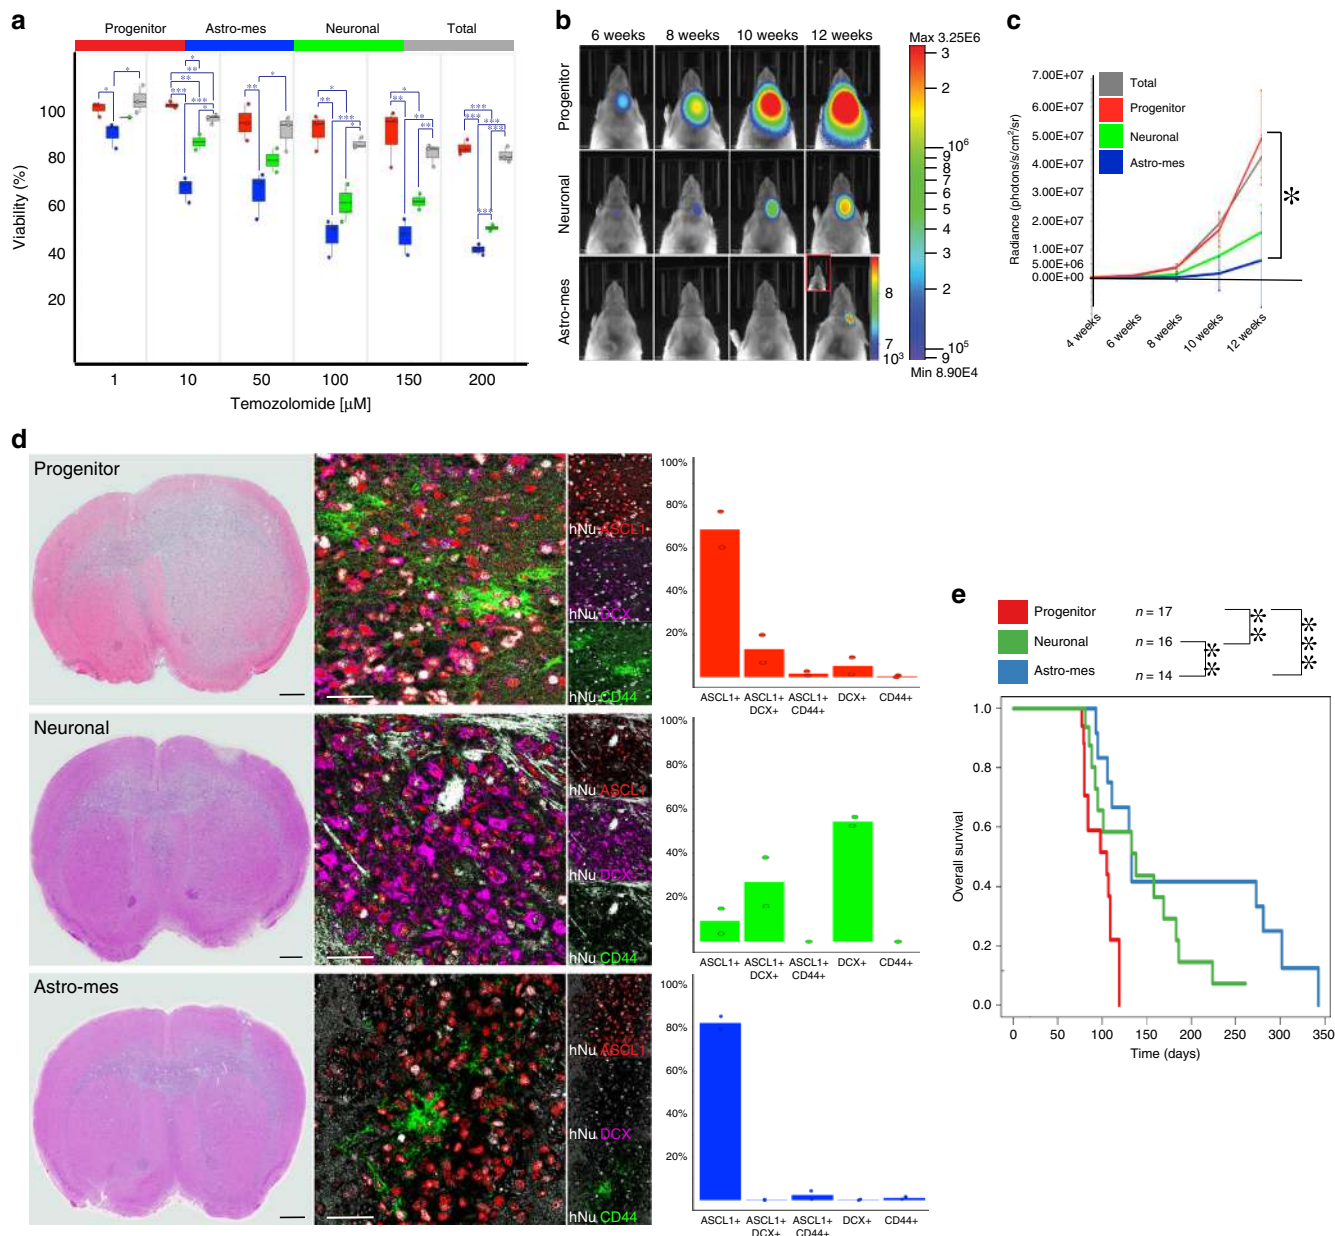 a
Progenitor Astro-mes Neuronal Total
Viability (%)
100
80
60
40
20
1 10 50 100 150 200
Temozolomide [µM]
* ** ** *** * *** * ** * * ** * * ** ** * *** *** *** ***
b
6 weeks 8 weeks 10 weeks 12 weeks
Progenitor
Neuronal
Astro-mes
8
7
10³
Max 3.25E6
3
2
10⁶
9
8
7
6
5
4
3
2
10⁵
9
Min 8.90E4
c
Radiance (photons/s/cm²/sr)
7.00E+07
6.00E+07
5.00E+07
4.00E+07
3.00E+07
2.00E+07
1.00E+07
5.00E+06
0.00E+00
Total
Progenitor
Neuronal
Astro-mes
*
4 weeks 6 weeks 8 weeks 10 weeks 12 weeks
d
Progenitor
hNu ASCL1
hNu DCX
hNu CD44
100%
80%
60%
40%
20%
ASCL1+ ASCL1+ ASCL1+ DCX+ CD44+
DCX+ CD44+
Neuronal
hNu ASCL1
hNu DCX
hNu CD44
100%
80%
60%
40%
20%
ASCL1+ ASCL1+ ASCL1+ DCX+ CD44+
DCX+ CD44+
Astro-mes
hNu ASCL1
hNu DCX
hNu CD44
100%
80%
60%
40%
20%
ASCL1+ ASCL1+ ASCL1+ DCX+ CD44+
DCX+ CD44+
e
Progenitor n = 17
Neuronal n = 16
Astro-mes n = 14
** ** ***
Overall survival
1.0
0.8
0.6
0.4
0.2
0.0
0 50 100 150 200 250 300 350
Time (days)